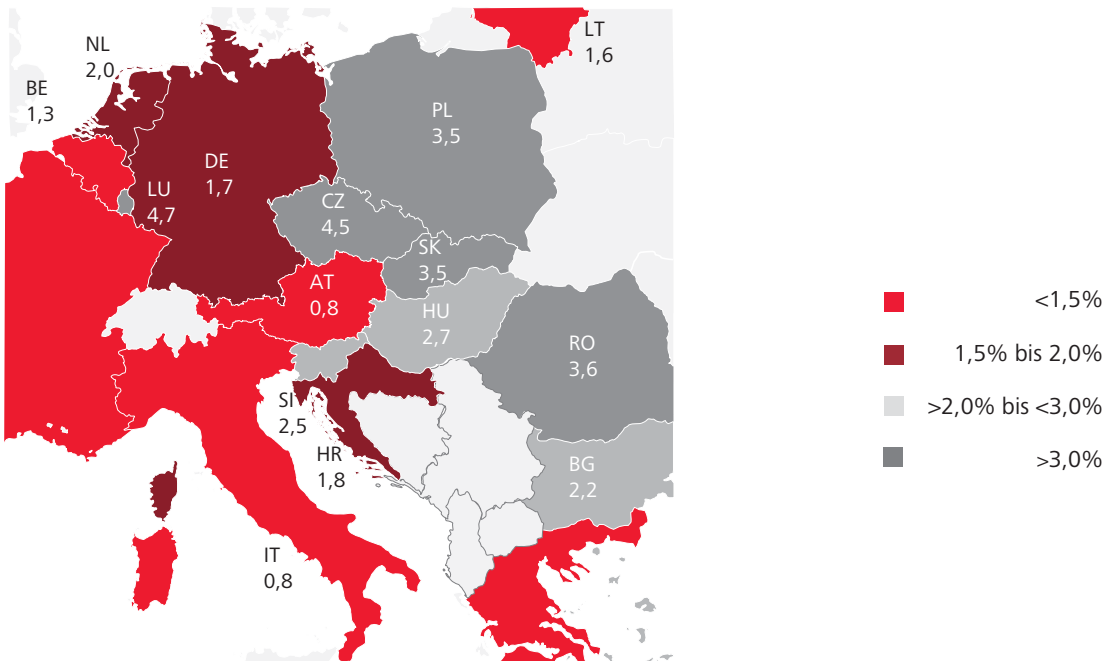 LT
1,6
NL
2,0
BE
1,3
PL
3,5
DE
1,7
LU
4,7
CZ
4,5
SK
3,5
AT
0,8
HU
2,7
RO
3,6
SI
2,5
HR
1,8
BG
2,2
IT
0,8
<1,5%
1,5% bis 2,0%
>2,0% bis <3,0%
>3,0%